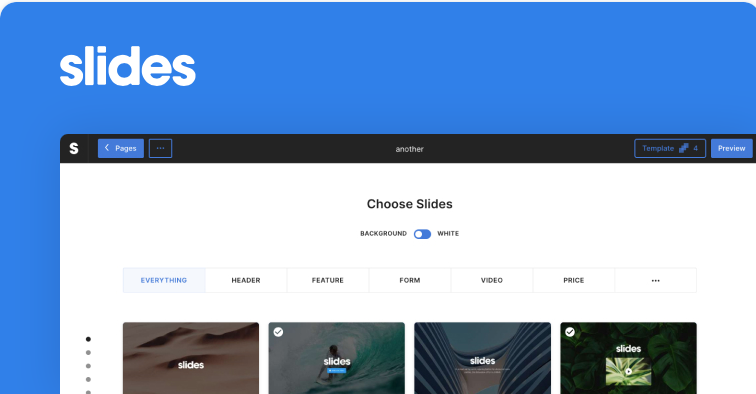 slides
S
Pages
...
another
Template 4
Preview
Choose Slides
BACKGROUND WHITE
EVERYTHING HEADER FEATURE FORM VIDEO PRICE ...
slides
slides
slides
slides